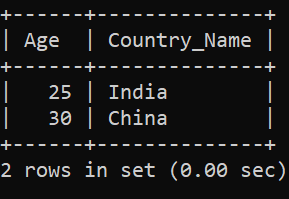 +------+--------------+
| Age  | Country_Name |
+------+--------------+
|   25 | India        |
|   30 | China        |
+------+--------------+
2 rows in set (0.00 sec)